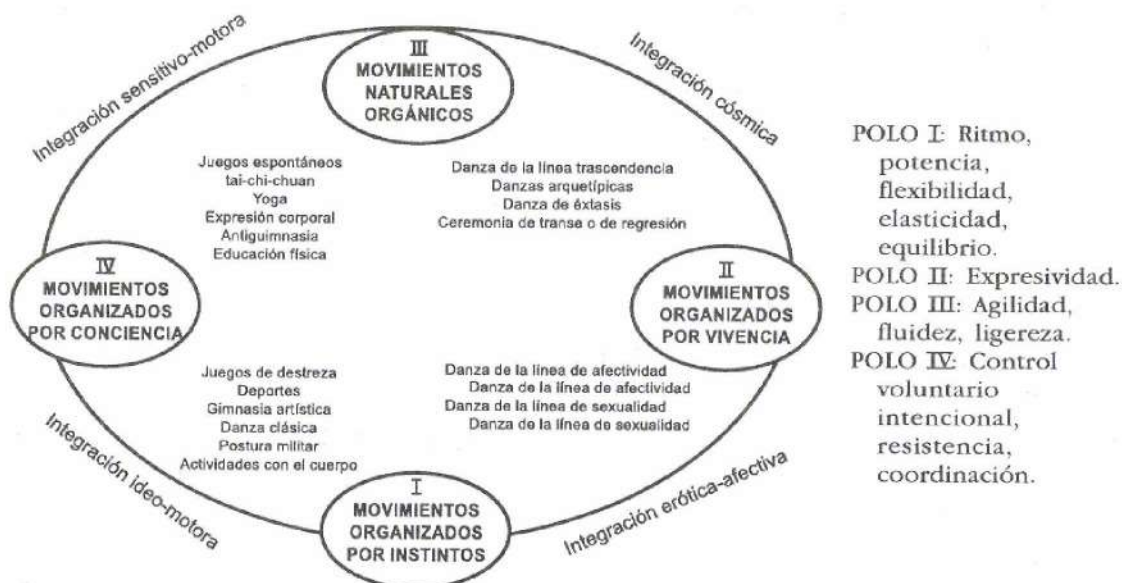 Integración sensitivo-motora
III
MOVIMIENTOS
NATURALES
ORGÁNICOS
Integración cósmica
Juegos espontáneos
tai-chi-chuan
Yoga
Expresión corporal
Antiguimnasia
Educación física
Danza de la línea trascendencia
Danzas arquetípicas
Danza de éxtasis
Ceremonia de transe o de regresión
IV
MOVIMIENTOS
ORGANIZADOS
POR CONCIENCIA
II
MOVIMIENTOS
ORGANIZADOS
POR VIVENCIA
Juegos de destreza
Deportes
Gimnasia artística
Danza clásica
Postura militar
Actividades con el cuerpo
Danza de la línea de afectividad
Danza de la línea de afectividad
Danza de la línea de sexualidad
Danza de la línea de sexualidad
Integración ideo-motora
I
MOVIMIENTOS
ORGANIZADOS
POR INSTINTOS
Integración erótica-afectiva
POLO I: Ritmo,
potencia,
flexibilidad,
elasticidad,
equilibrio.
POLO II: Expresividad.
POLO III: Agilidad,
fluidez, ligereza.
POLO IV: Control
voluntario
intencional,
resistencia,
coordinación.